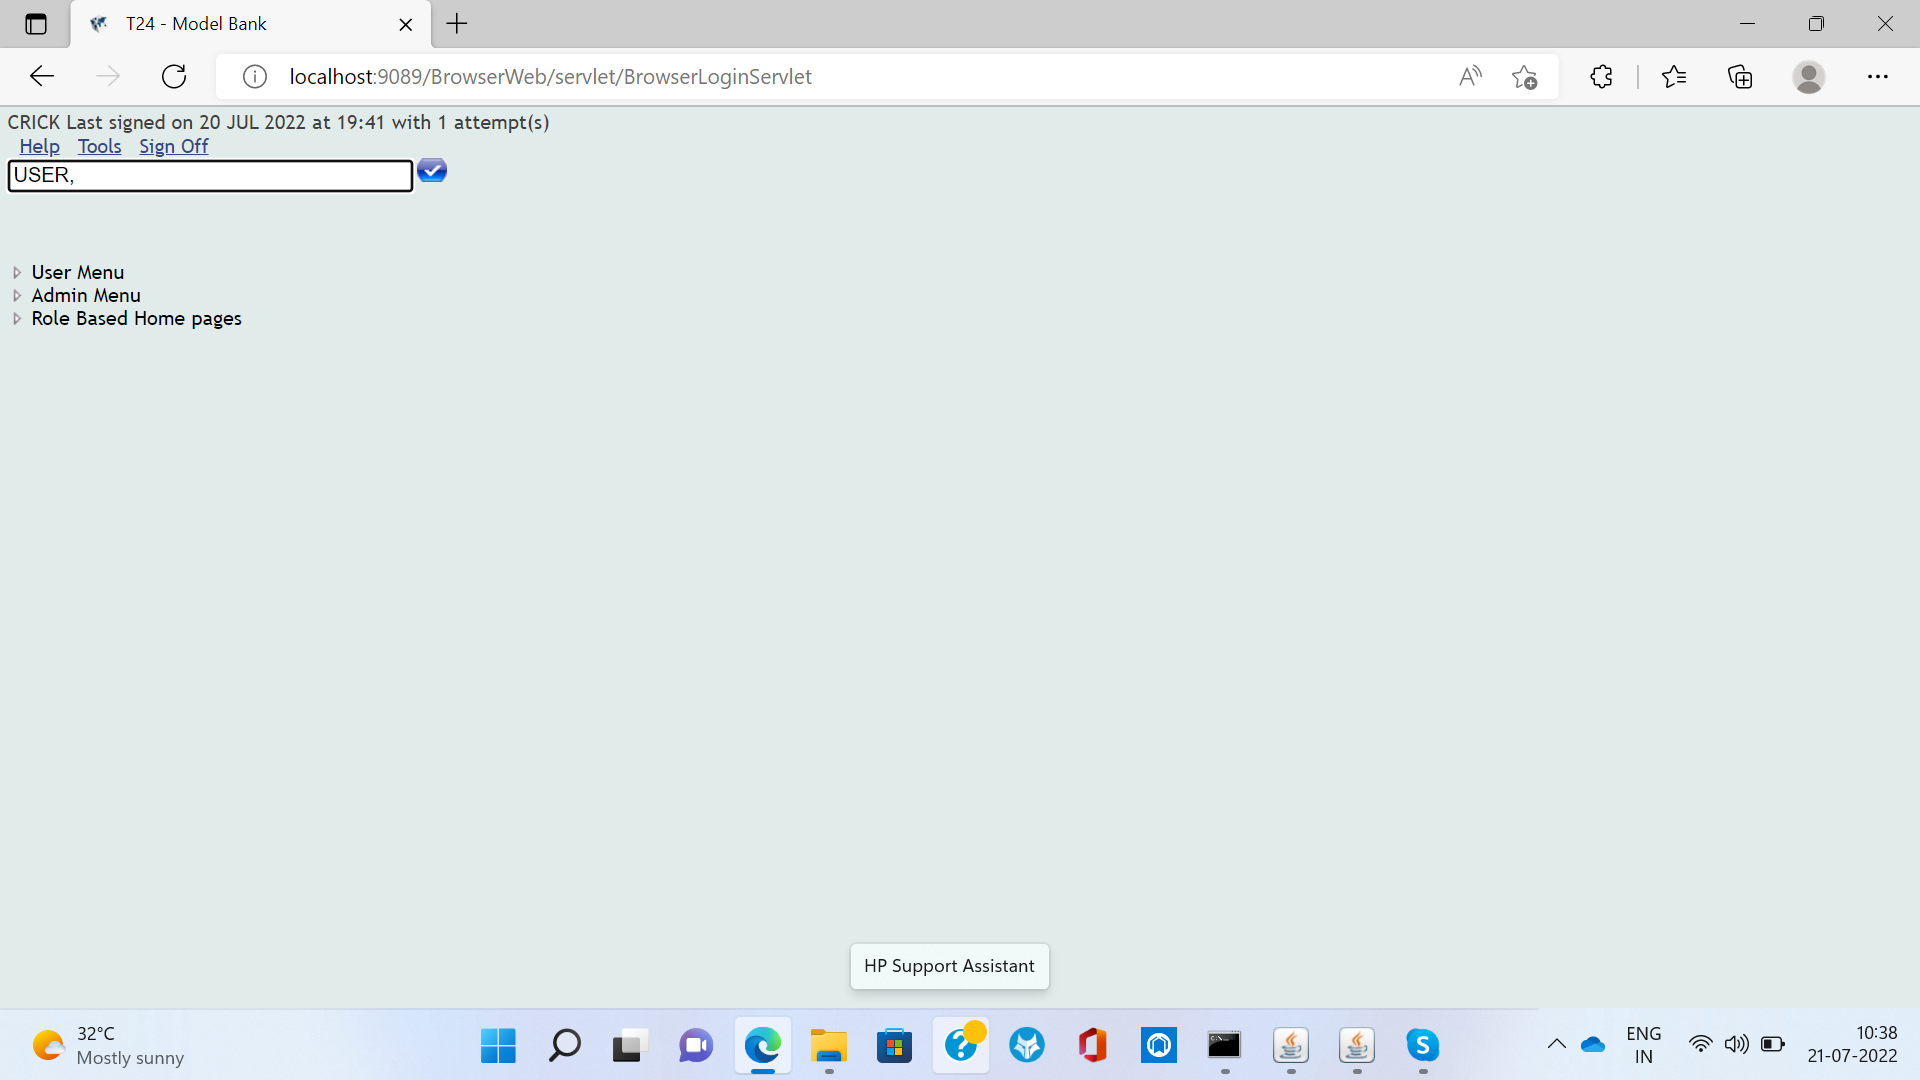 T24 - Model Bank
localhost:9089/BrowserWeb/servlet/BrowserLoginServlet
CRICK Last signed on 20 JUL 2022 at 19:41 with 1 attempt(s)
Help Tools Sign Off
USER,
User Menu
Admin Menu
Role Based Home pages
HP Support Assistant
32°C
Mostly sunny
ENG
IN
10:38
21-07-2022